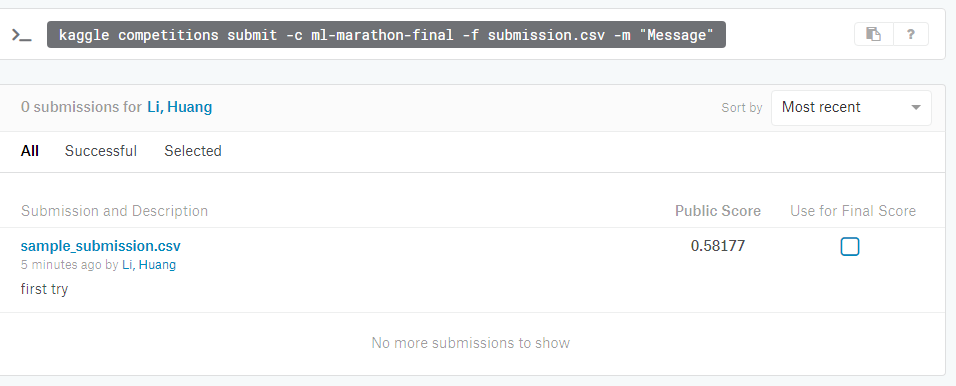 kaggle competitions submit -c ml-marathon-final -f submission.csv -m "Message"
?
0 submissions for Li, Huang
Sort by Most recent
All Successful Selected
Submission and Description Public Score Use for Final Score
sample_submission.csv 0.58177
5 minutes ago by Li, Huang
first try
No more submissions to show